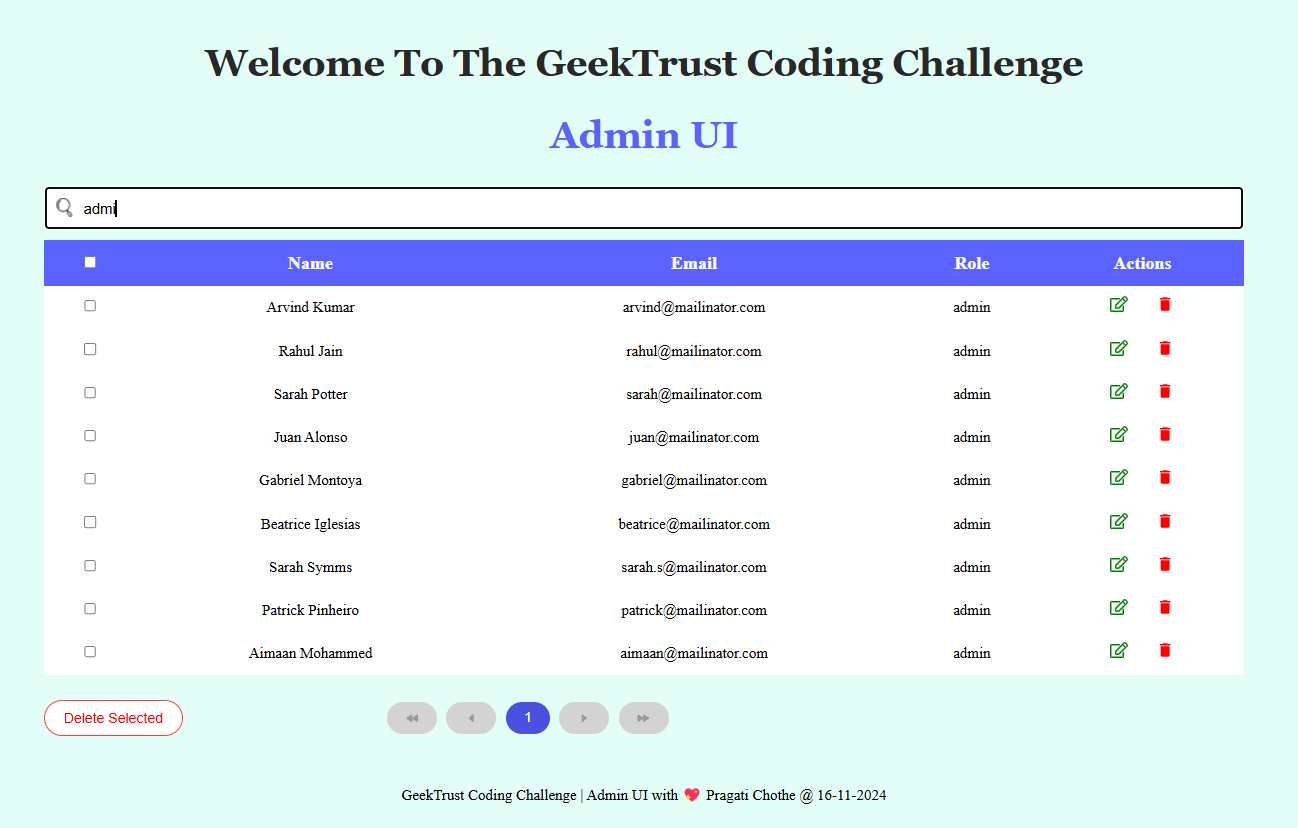 Welcome To The GeekTrust Coding Challenge
Admin UI
admi
Name Email Role Actions
Arvind Kumar arvind@mailinator.com admin
Rahul Jain rahul@mailinator.com admin
Sarah Potter sarah@mailinator.com admin
Juan Alonso juan@mailinator.com admin
Gabriel Montoya gabriel@mailinator.com admin
Beatrice Iglesias beatrice@mailinator.com admin
Sarah Symms sarah.s@mailinator.com admin
Patrick Pinheiro patrick@mailinator.com admin
Aimaan Mohammed aimaan@mailinator.com admin
Delete Selected 1
GeekTrust Coding Challenge | Admin UI with 💖 Pragati Chothe @ 16-11-2024